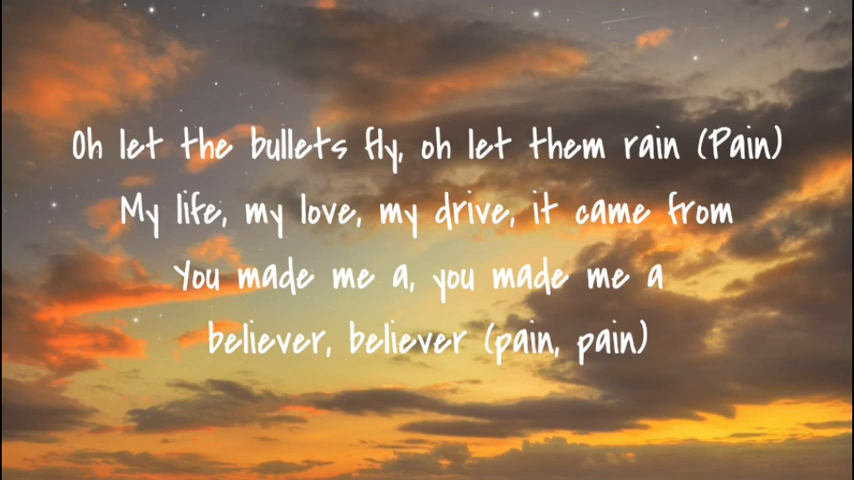 Oh let the bullets fly, oh let them rain (Pain)
My life, my love, my drive, it came from
You made me a, you made me a
believer, believer (pain, pain)